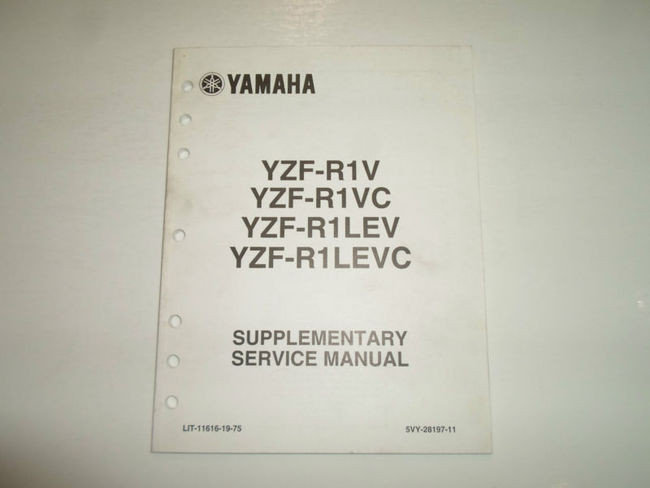 YAMAHA
YZF-R1V
YZF-R1VC
YZF-R1LEV
YZF-R1LEVC
SUPPLEMENTARY
SERVICE MANUAL
LIT-11616-19-75 5VY-28197-11